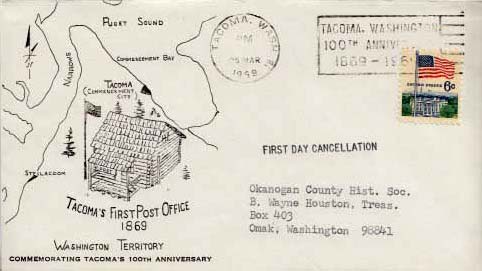 PUGET SOUND
NARROWS
COMMENCEMENT BAY
TACOMA
(COMMENCEMENT
CITY)
STEILACOOM
TACOMA'S FIRST POST OFFICE
1869
WASHINGTON TERRITORY
COMMEMORATING TACOMA'S 100TH ANNIVERSARY
TACOMA, WASH
PM
25 MAR
TACOMA, WASHINGTON
100TH
1869 - 196
UNITED STATES 6c
FIRST DAY CANCELLATION
Okanogan County Hist. Soc.
B. Wayne Houston, Treas.
Box 403
Omak, Washington 98841